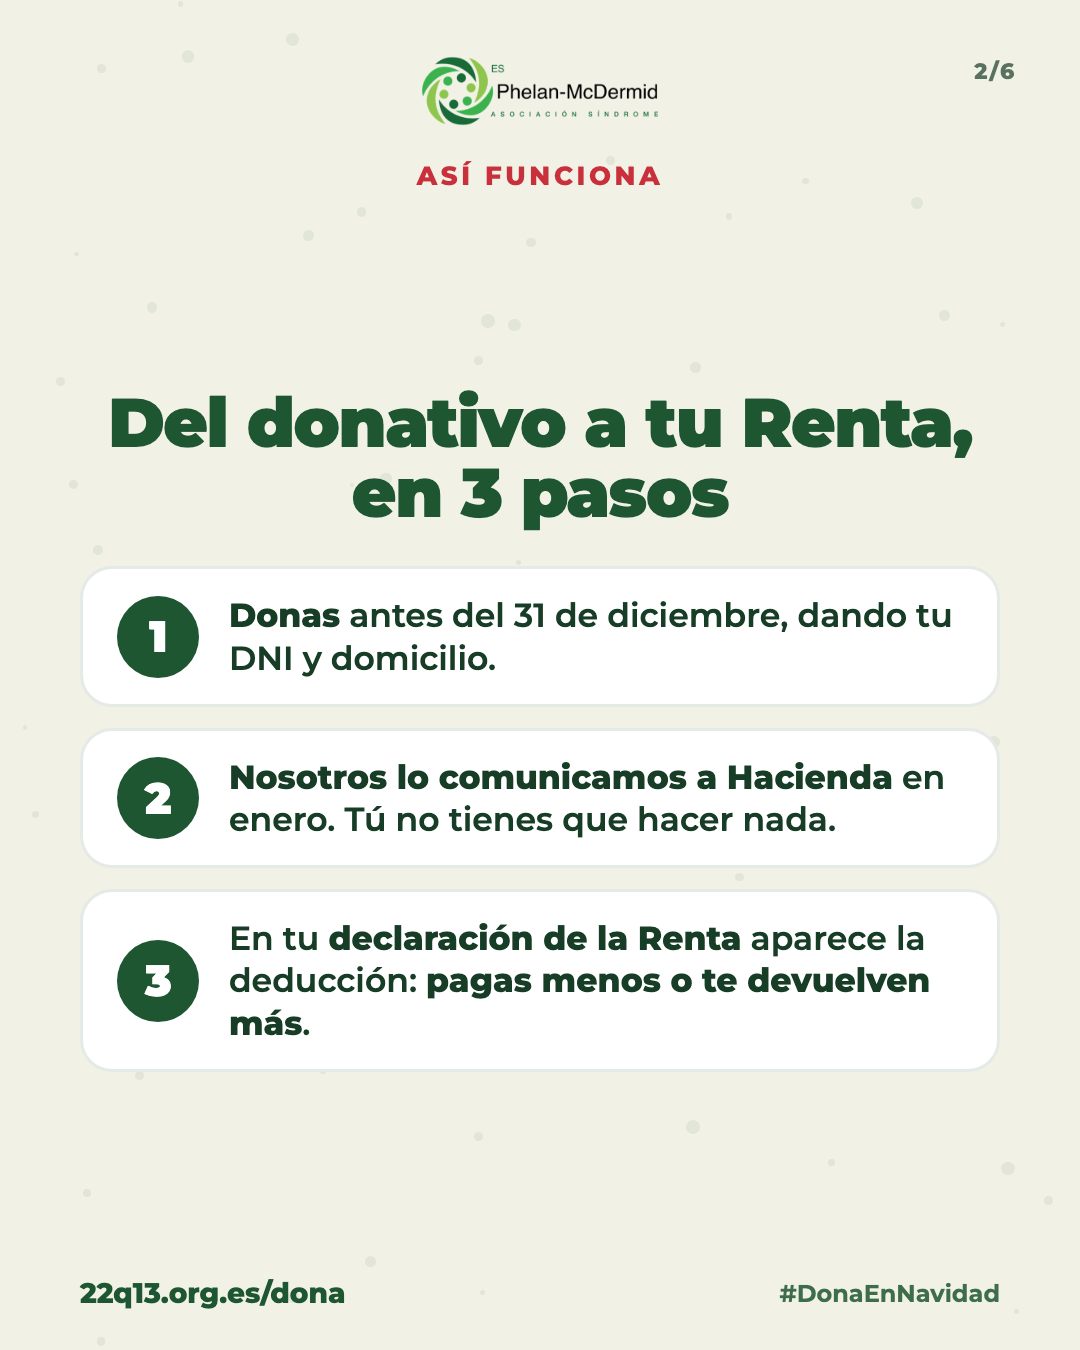 2/6
ES
Phelan-McDermid
ASOCIACIÓN SÍNDROME
ASÍ FUNCIONA
Del donativo a tu Renta,
en 3 pasos
1
Donas antes del 31 de diciembre, dando tu
DNI y domicilio.
2
Nosotros lo comunicamos a Hacienda en
enero. Tú no tienes que hacer nada.
3
En tu declaración de la Renta aparece la
deducción: pagas menos o te devuelven
más.
22q13.org.es/dona
#DonaEnNavidad